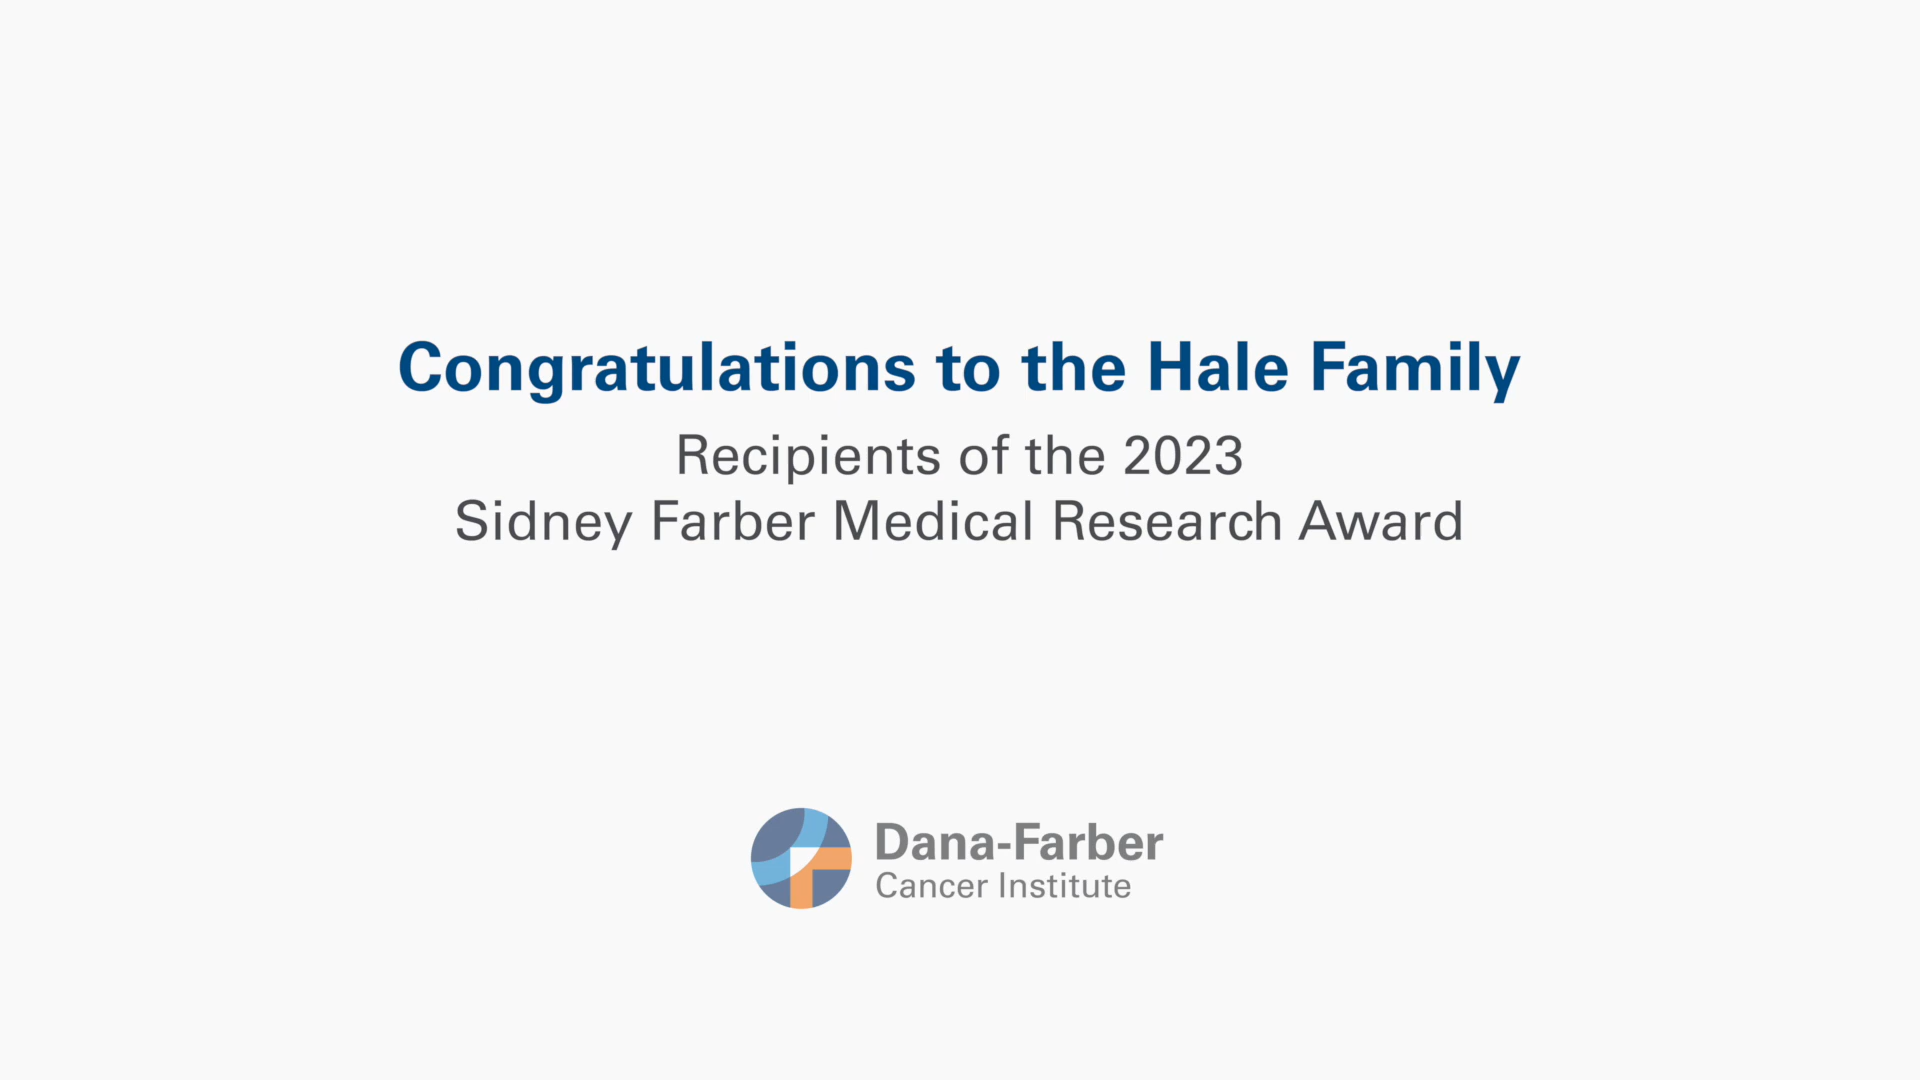 Congratulations to the Hale Family
Recipients of the 2023
Sidney Farber Medical Research Award
Dana-Farber
Cancer Institute